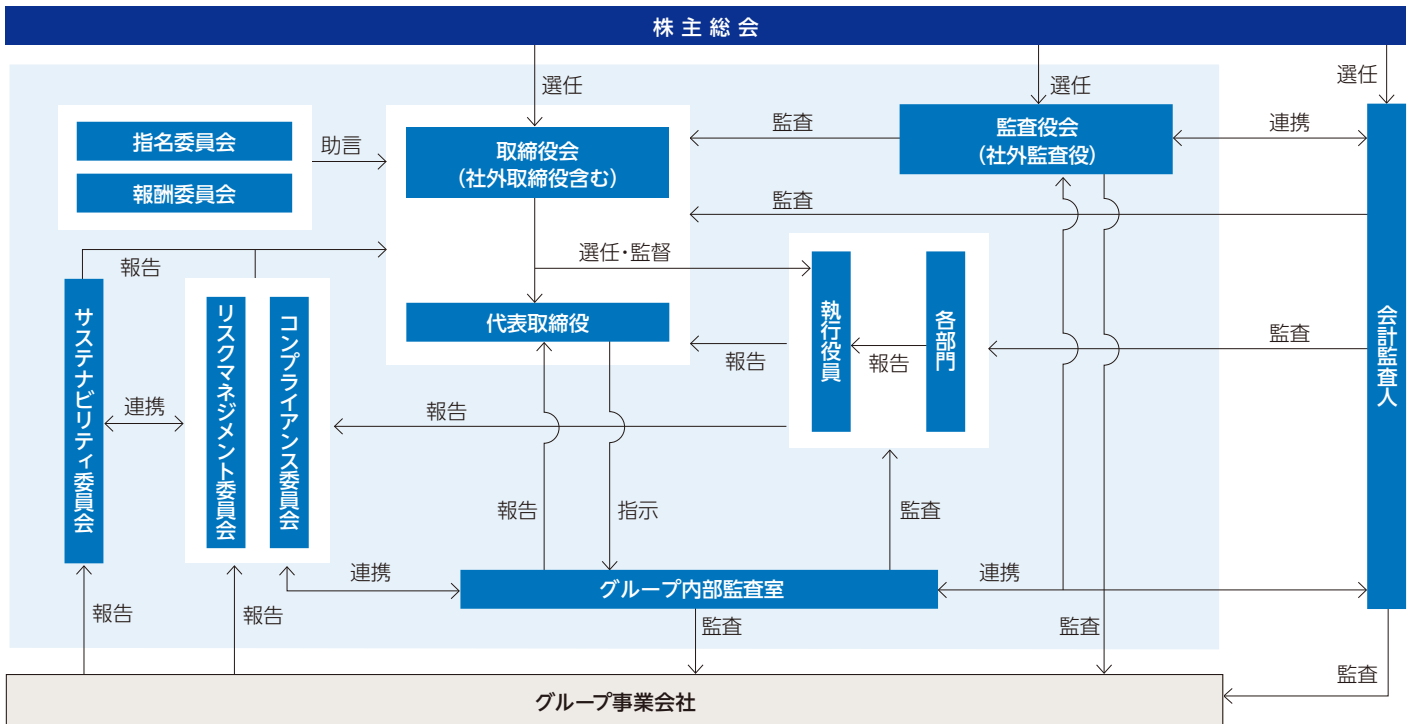 株主総会
選任
選任
選任
指名委員会
報酬委員会
助言
取締役会
(社外取締役含む)
監査
監査役会
(社外監査役)
連携
監査
報告
選任・監督
代表取締役
報告
執行役員
報告
各部門
監査
会計監査人
サステナビリティ委員会
連携
リスクマネジメント委員会
コンプライアンス委員会
報告
報告
指示
監査
連携
グループ内部監査室
連携
報告
報告
監査
監査
監査
グループ事業会社